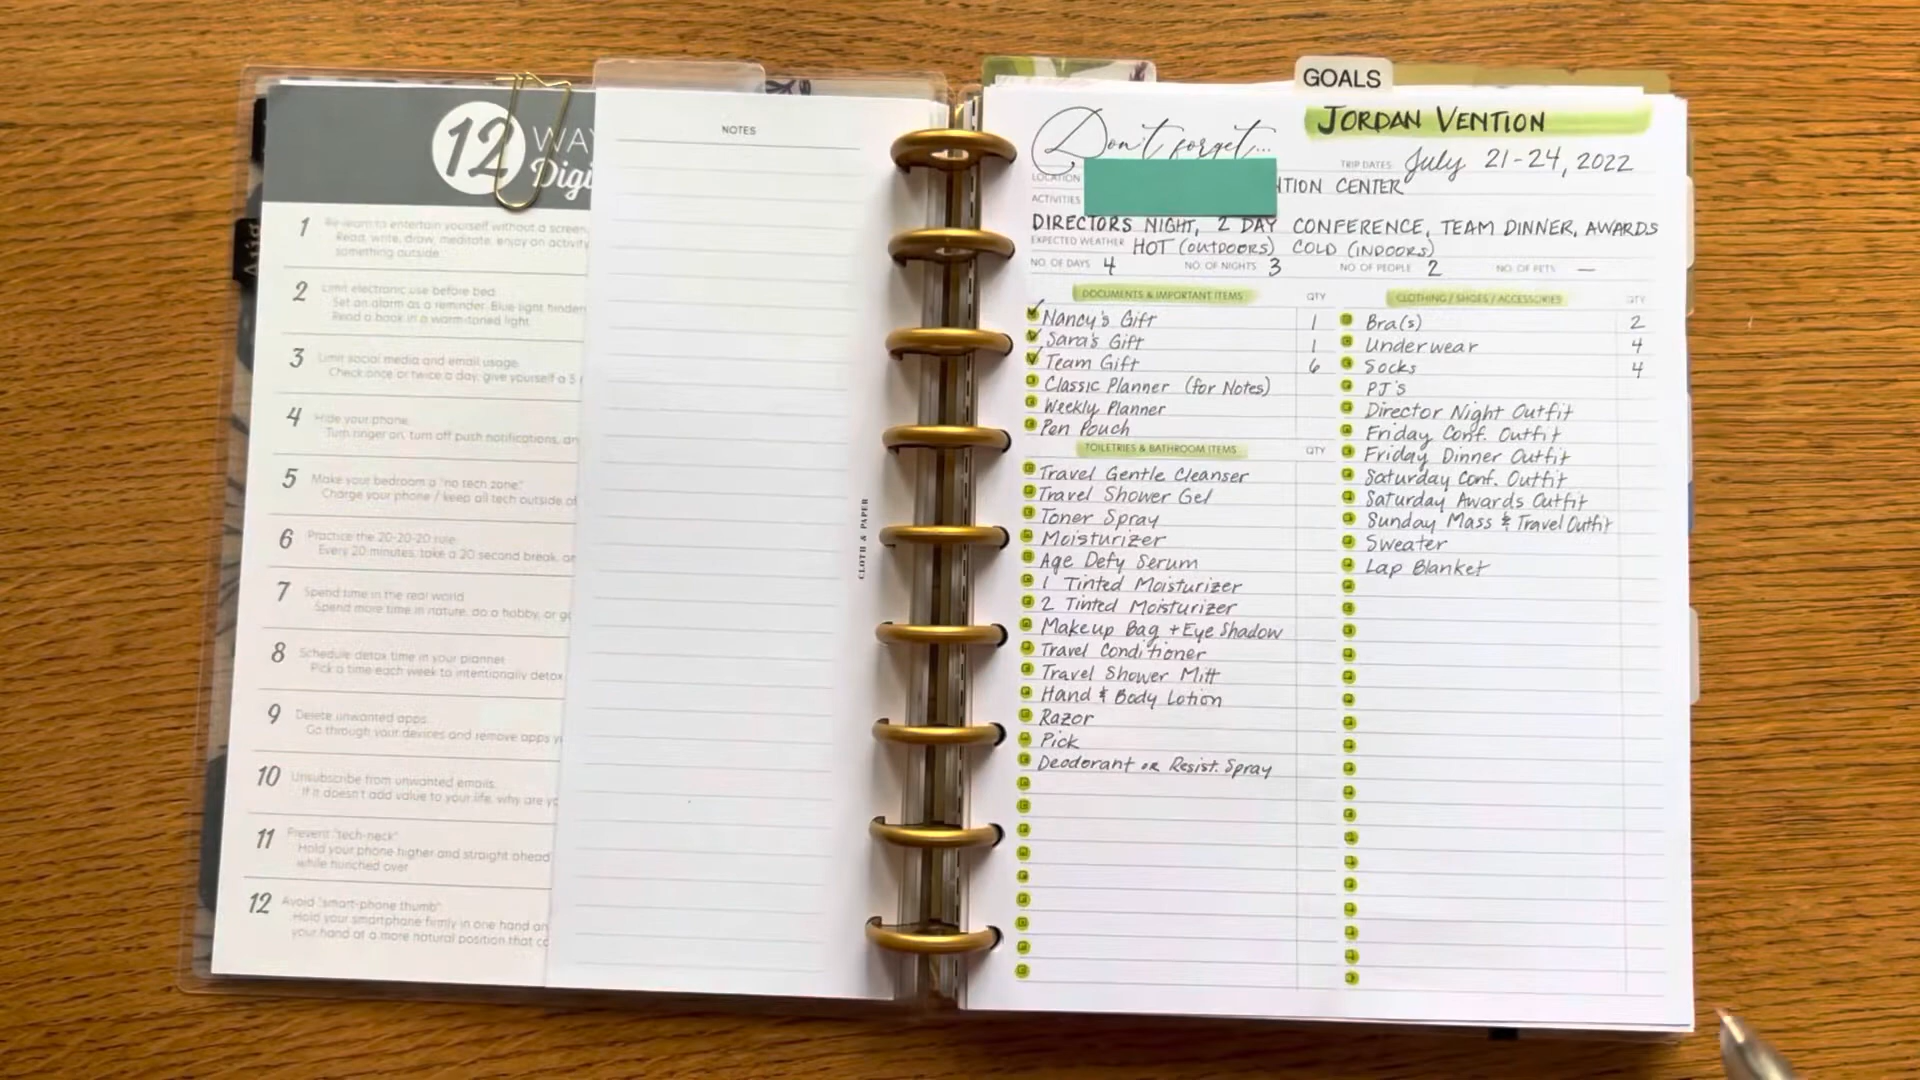 12 WAY
Digi
1 Re-learn to entertain yourself without a screen.
Read, write, draw, meditate, enjoy an activity
something outside.
2 Limit electronic use before bed.
Set an alarm as a reminder. Blue light hinder
Read a book in a warm-toned light.
3 Limit social media and email usage.
Check once or twice a day, give yourself a 5
4 Hide your phone.
Turn ringer on, turn off push notifications, an
5 Make your bedroom a "no tech zone."
Charge your phone / keep all tech outside of
6 Practice the 20-20-20 rule.
Every 20 minutes, take a 20 second break, an
7 Spend time in the real world.
Spend more time in nature, do a hobby, or go
8 Schedule detox time in your planner.
Pick a time each week to intentionally detox
9 Delete unwanted apps.
Go through your devices and remove apps y
10 Unsubscribe from unwanted emails.
If it doesn't add value to your life, why are yo
11 Prevent "tech-neck"
Hold your phone higher and straight ahead
while hunched over
12 Avoid "smart-phone thumb"
Hold your smartphone firmly in one hand an
your hand at a more natural position that co
Aug
NOTES
CLOTH & PAPER
GOALS
Don't forget...
JORDAN VENTION
TRIP DATES: July 21-24, 2022
LOCATION NTION CENTER
ACTIVITIES
DIRECTORS NIGHT, 2 DAY CONFERENCE, TEAM DINNER, AWARDS
EXPECTED WEATHER HOT (OUTDOORS) COLD (INDOORS)
NO. OF DAYS 4 NO. OF NIGHTS 3 NO. OF PEOPLE 2 NO. OF PETS —
DOCUMENTS & IMPORTANT ITEMS QTY
Nancy's Gift 1
Sara's Gift 1
Team Gift 6
Classic Planner (for Notes)
Weekly Planner
Pen Pouch
TOILETRIES & BATHROOM ITEMS QTY
Travel Gentle Cleanser
Travel Shower Gel
Toner Spray
Moisturizer
Age Defy Serum
1 Tinted Moisturizer
2 Tinted Moisturizer
Makeup Bag + Eye Shadow
Travel Conditioner
Travel Shower Mitt
Hand & Body Lotion
Razor
Pick
Deodorant OR Resist. Spray
CLOTHING / SHOES / ACCESSORIES QTY
Bra(s) 2
Underwear 4
Socks 4
PJ's
Director Night Outfit
Friday Conf. Outfit
Friday Dinner Outfit
Saturday Conf. Outfit
Saturday Awards Outfit
Sunday Mass & Travel Outfit
Sweater
Lap Blanket